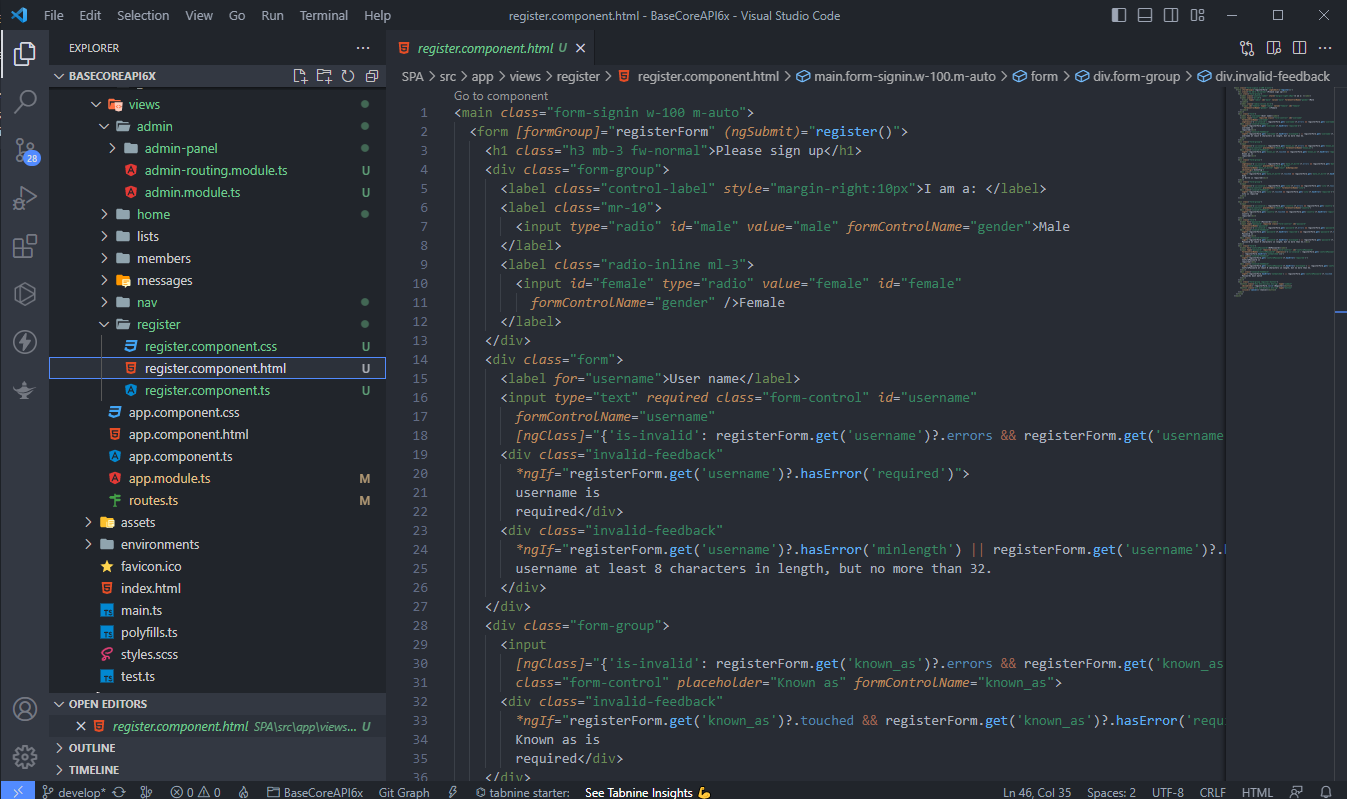 File Edit Selection View Go Run Terminal Help
register.component.html - BaseCoreAPI6x - Visual Studio Code
EXPLORER
BASECOREAPI6X
views
admin
admin-panel
admin-routing.module.ts U
admin.module.ts U
home
lists
members
messages
nav
register
register.component.css U
register.component.html U
register.component.ts U
app.component.css
app.component.html
app.component.ts
app.module.ts M
routes.ts M
assets
environments
favicon.ico
index.html
main.ts
polyfills.ts
styles.scss
test.ts
OPEN EDITORS
register.component.html SPA\src\app\views... U
OUTLINE
TIMELINE
28
register.component.html U
SPA > src > app > views > register > register.component.html > main.form-signin.w-100.m-auto > form > div.form-group > div.invalid-feedback
Go to component
1 <main class="form-signin w-100 m-auto">
2 <form [formGroup]="registerForm" (ngSubmit)="register()">
3 <h1 class="h3 mb-3 fw-normal">Please sign up</h1>
4 <div class="form-group">
5 <label class="control-label" style="margin-right:10px">I am a: </label>
6 <label class="mr-10">
7 <input type="radio" id="male" value="male" formControlName="gender">Male
8 </label>
9 <label class="radio-inline ml-3">
10 <input id="female" type="radio" value="female" id="female"
11 formControlName="gender" />Female
12 </label>
13 </div>
14 <div class="form">
15 <label for="username">User name</label>
16 <input type="text" required class="form-control" id="username"
17 formControlName="username"
18 [ngClass]="{'is-invalid': registerForm.get('username')?.errors && registerForm.get('username
19 <div class="invalid-feedback"
20 *ngIf="registerForm.get('username')?.hasError('required')">
21 username is
22 required</div>
23 <div class="invalid-feedback"
24 *ngIf="registerForm.get('username')?.hasError('minlength') || registerForm.get('username')?.
25 username at least 8 characters in length, but no more than 32.
26 </div>
27 </div>
28 <div class="form-group">
29 <input
30 [ngClass]="{'is-invalid': registerForm.get('known_as')?.errors && registerForm.get('known_as
31 class="form-control" placeholder="Known as" formControlName="known_as">
32 <div class="invalid-feedback"
33 *ngIf="registerForm.get('known_as')?.touched && registerForm.get('known_as')?.hasError('requ
34 Known as is
35 required</div>
36 </div>
develop* 0 0 BaseCoreAPI6x Git Graph tabnine starter: See Tabnine Insights Ln 46, Col 35 Spaces: 2 UTF-8 CRLF HTML